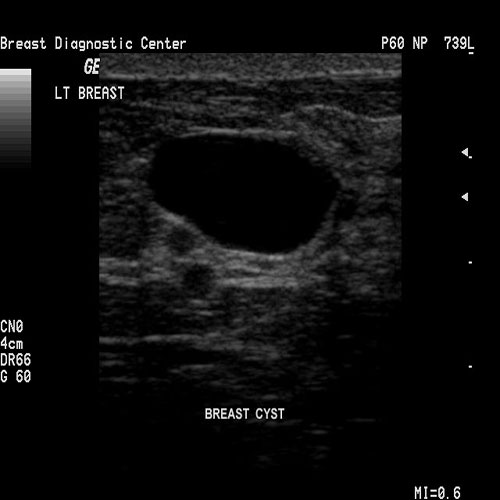 Breast Diagnostic Center P60 NP 739L
GE
LT BREAST
CN0
4cm
DR66
G 60
BREAST CYST
MI=0.6